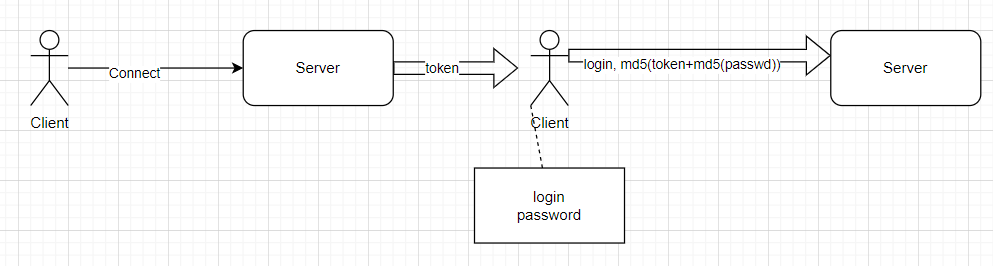 Client
Connect
Server
token
Client
login, md5(token+md5(passwd))
Server
login
password